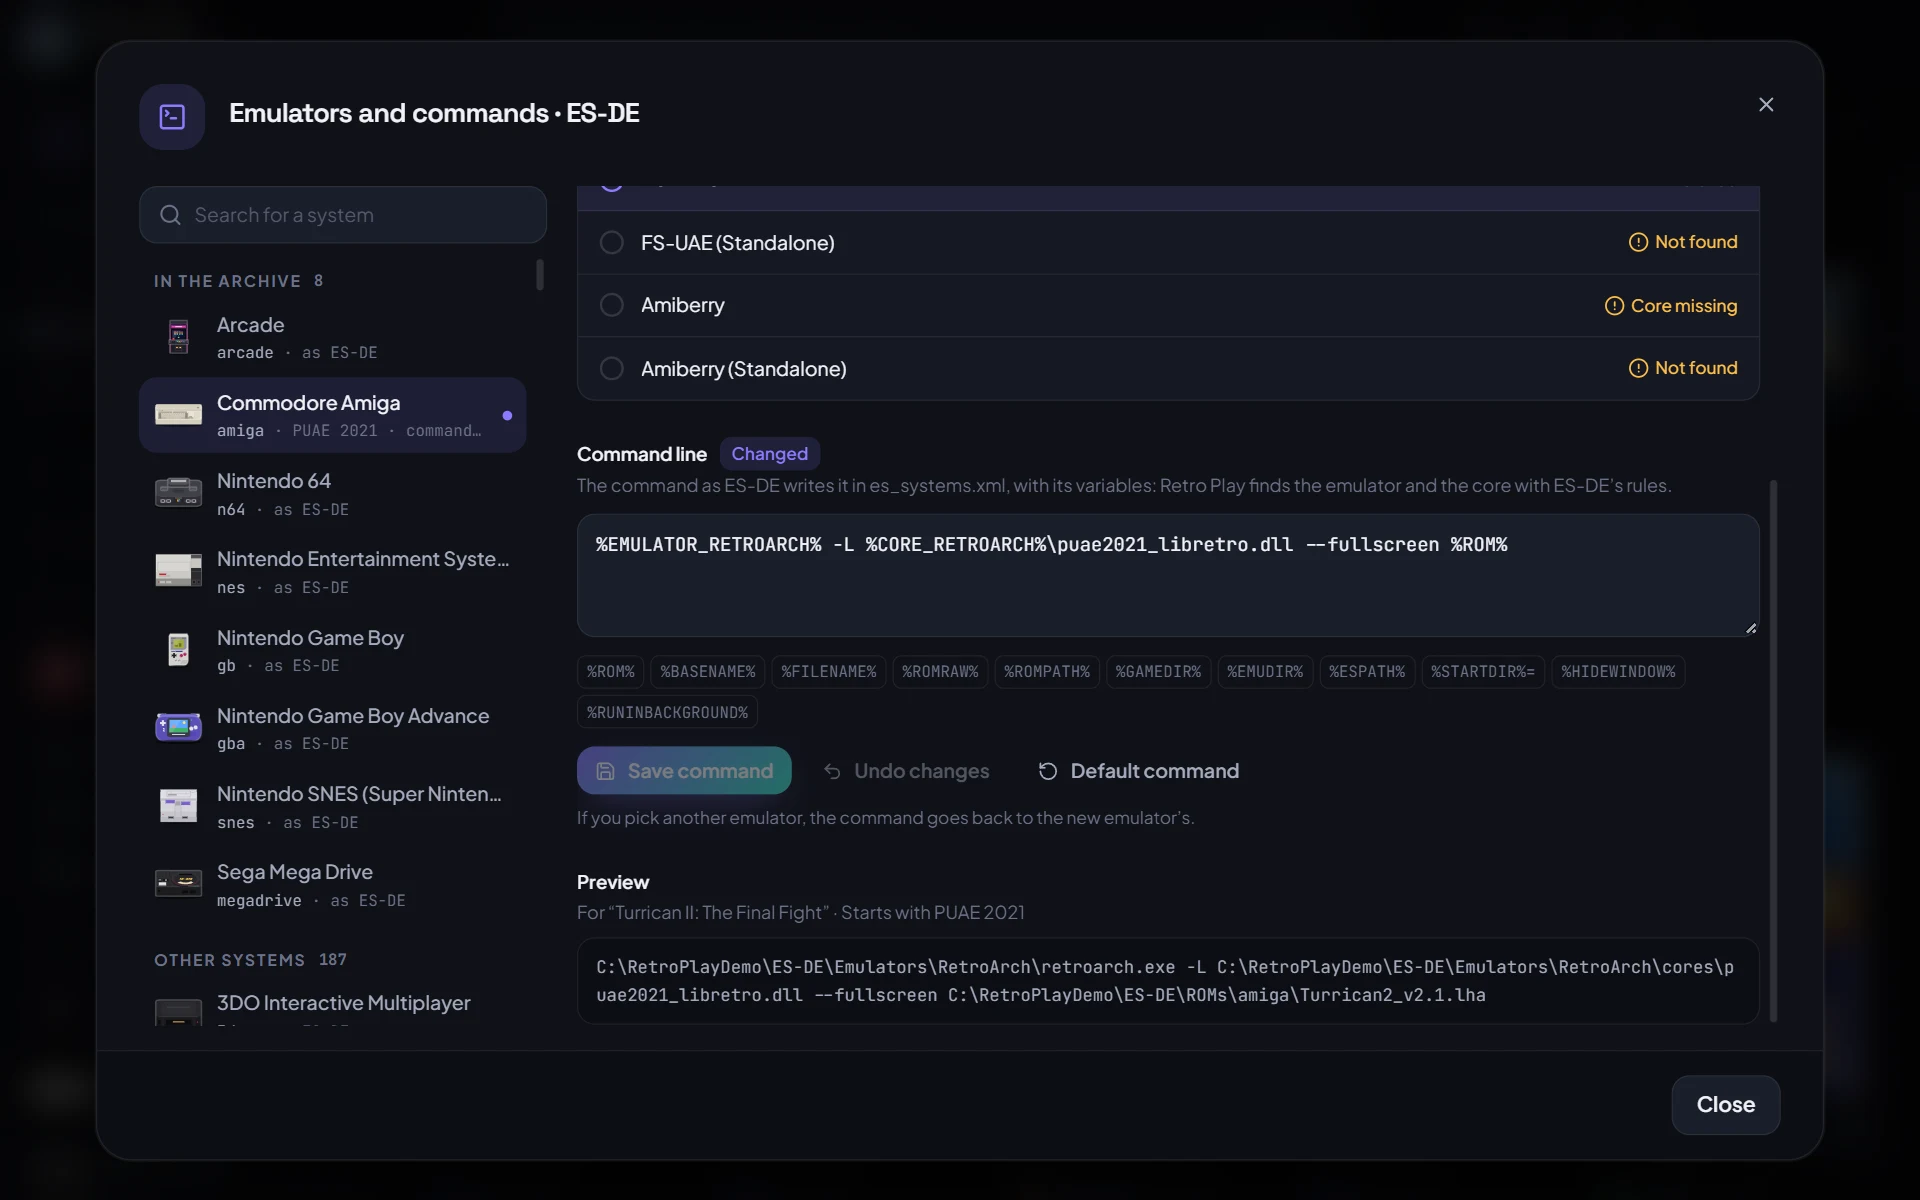 Emulators and commands · ES-DE
Search for a system
IN THE ARCHIVE 8
Arcade
arcade · as ES-DE
Commodore Amiga
amiga · PUAE 2021 · command…
Nintendo 64
n64 · as ES-DE
Nintendo Entertainment Syste…
nes · as ES-DE
Nintendo Game Boy
gb · as ES-DE
Nintendo Game Boy Advance
gba · as ES-DE
Nintendo SNES (Super Ninten…
snes · as ES-DE
Sega Mega Drive
megadrive · as ES-DE
OTHER SYSTEMS 187
3DO Interactive Multiplayer
FS-UAE (Standalone) Not found
Amiberry Core missing
Amiberry (Standalone) Not found
Command line Changed
The command as ES-DE writes it in es_systems.xml, with its variables: Retro Play finds the emulator and the core with ES-DE's rules.
%EMULATOR_RETROARCH% -L %CORE_RETROARCH%\puae2021_libretro.dll --fullscreen %ROM%
%ROM% %BASENAME% %FILENAME% %ROMRAW% %ROMPATH% %GAMEDIR% %EMUDIR% %ESPATH% %STARTDIR%= %HIDEWINDOW%
%RUNINBACKGROUND%
Save command Undo changes Default command
If you pick another emulator, the command goes back to the new emulator's.
Preview
For “Turrican II: The Final Fight” · Starts with PUAE 2021
C:\RetroPlayDemo\ES-DE\Emulators\RetroArch\retroarch.exe -L C:\RetroPlayDemo\ES-DE\Emulators\RetroArch\cores\p
uae2021_libretro.dll --fullscreen C:\RetroPlayDemo\ES-DE\ROMs\amiga\Turrican2_v2.1.lha
Close